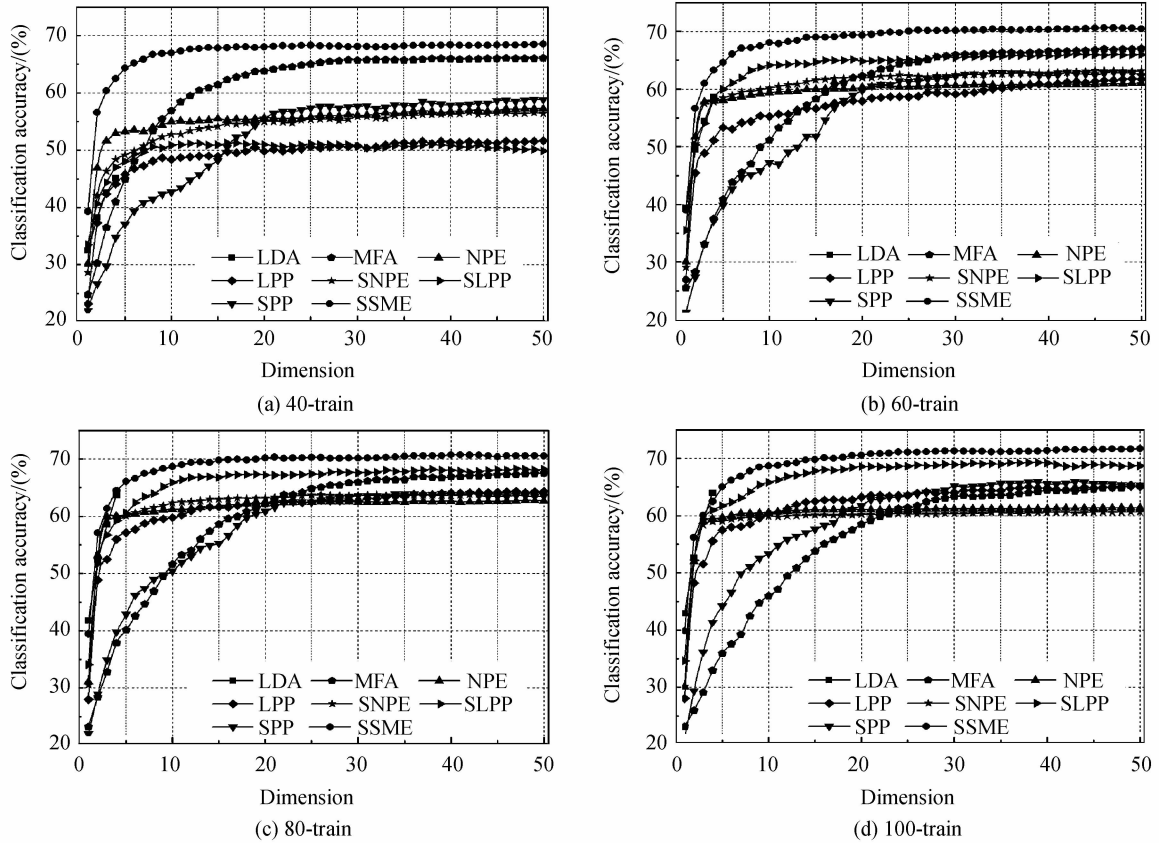 Classification accuracy/(%)
70
60
50
40
30
20
LDA MFA NPE
LPP SNPE SLPP
SPP SSME
0 10 20 30 40 50
Dimension
(a) 40-train
Classification accuracy/(%)
70
60
50
40
30
20
LDA MFA NPE
LPP SNPE SLPP
SPP SSME
0 10 20 30 40 50
Dimension
(b) 60-train
Classification accuracy/(%)
70
60
50
40
30
20
LDA MFA NPE
LPP SNPE SLPP
SPP SSME
0 10 20 30 40 50
Dimension
(c) 80-train
Classification accuracy/(%)
70
60
50
40
30
20
LDA MFA NPE
LPP SNPE SLPP
SPP SSME
0 10 20 30 40 50
Dimension
(d) 100-train